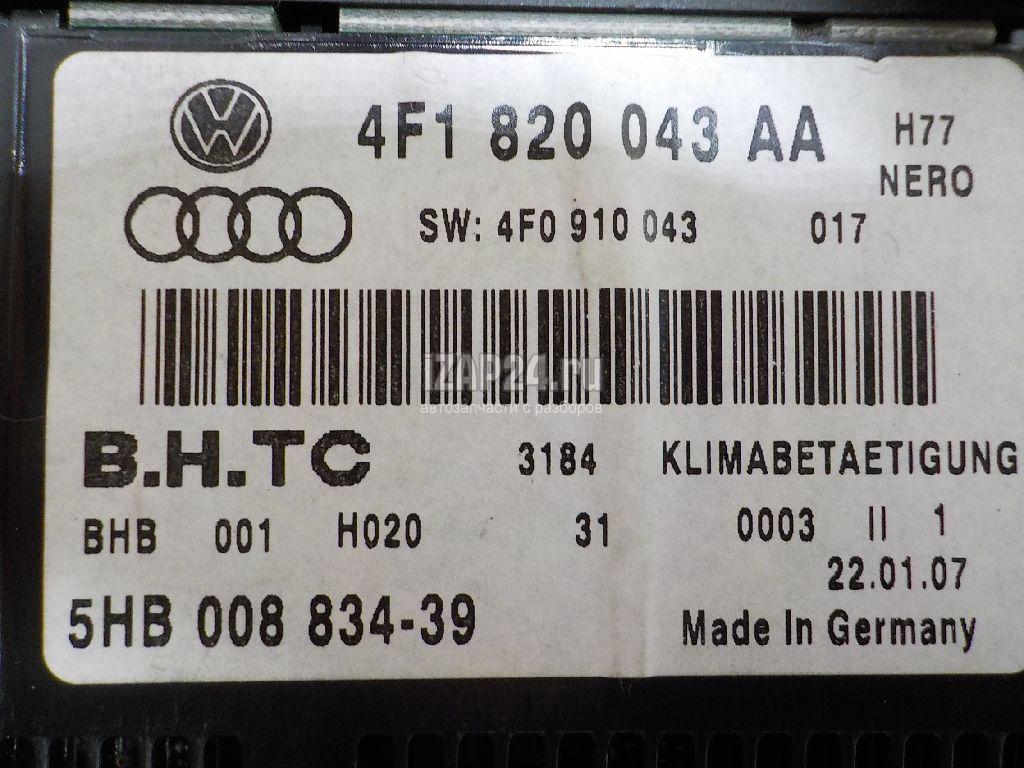 4F1 820 043 AA H77
NERO
SW: 4F0 910 043 017
iZAP24.ru
автозапчасти с разборов
B.H.TC 3184 KLIMABETAETIGUNG
BHB 001 H020 31 0003 II 1
22.01.07
5HB 008 834-39 Made In Germany